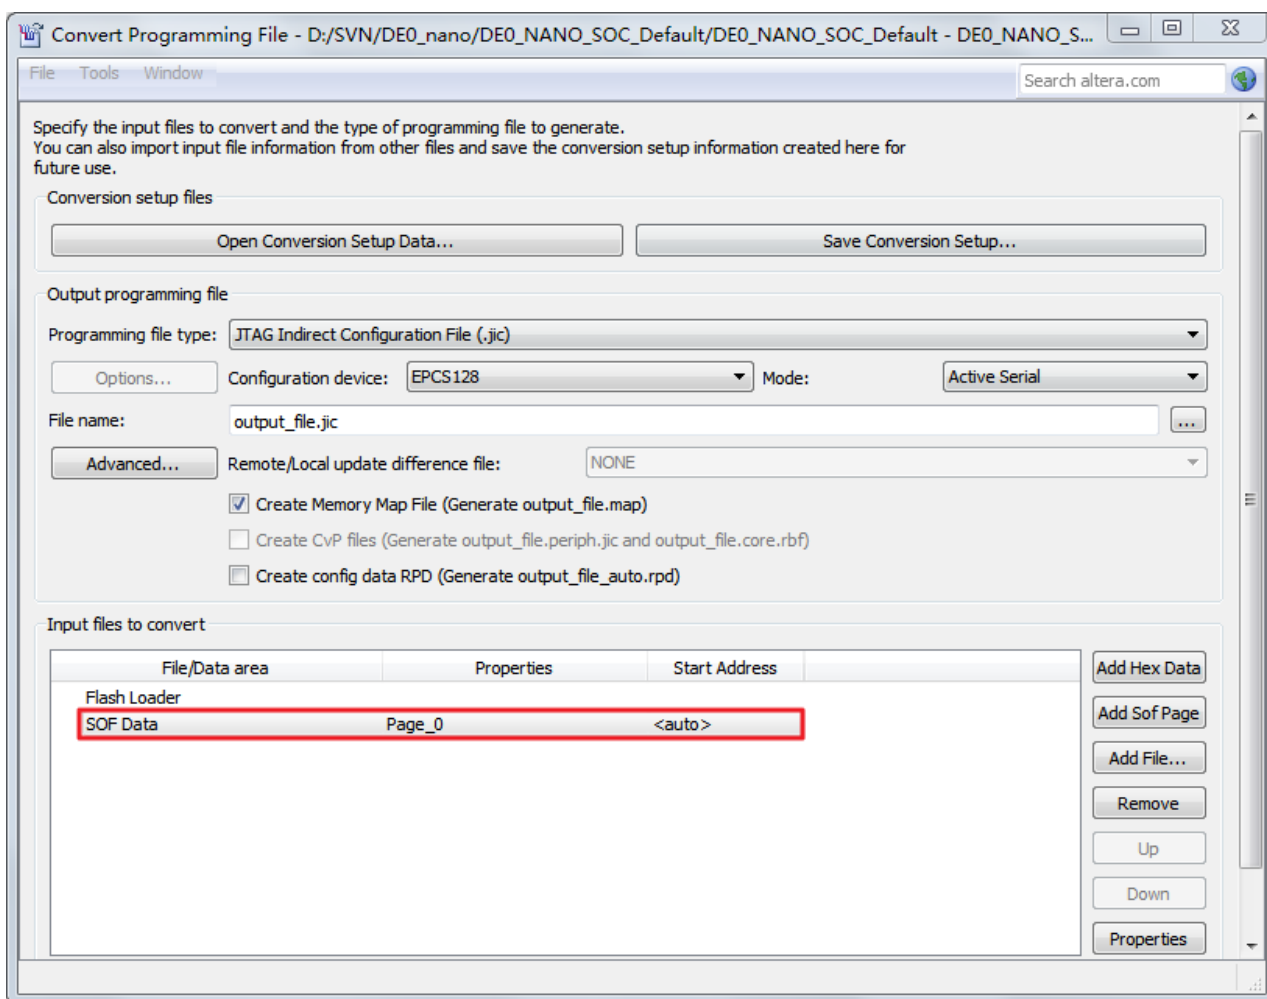 Convert Programming File - D:/SVN/DE0_nano/DE0_NANO_SOC_Default/DE0_NANO_SOC_Default - DE0_NANO_S...
File Tools Window
Search altera.com
Specify the input files to convert and the type of programming file to generate.
You can also import input file information from other files and save the conversion setup information created here for
future use.
Conversion setup files
Open Conversion Setup Data... Save Conversion Setup...
Output programming file
Programming file type: JTAG Indirect Configuration File (.jic)
Options... Configuration device: EPCS128 Mode: Active Serial
File name: output_file.jic ...
Advanced... Remote/Local update difference file: NONE
Create Memory Map File (Generate output_file.map)
Create CvP files (Generate output_file.periph.jic and output_file.core.rbf)
Create config data RPD (Generate output_file_auto.rpd)
Input files to convert
File/Data area Properties Start Address
Flash Loader
SOF Data Page_0 <auto>
Add Hex Data
Add Sof Page
Add File...
Remove
Up
Down
Properties